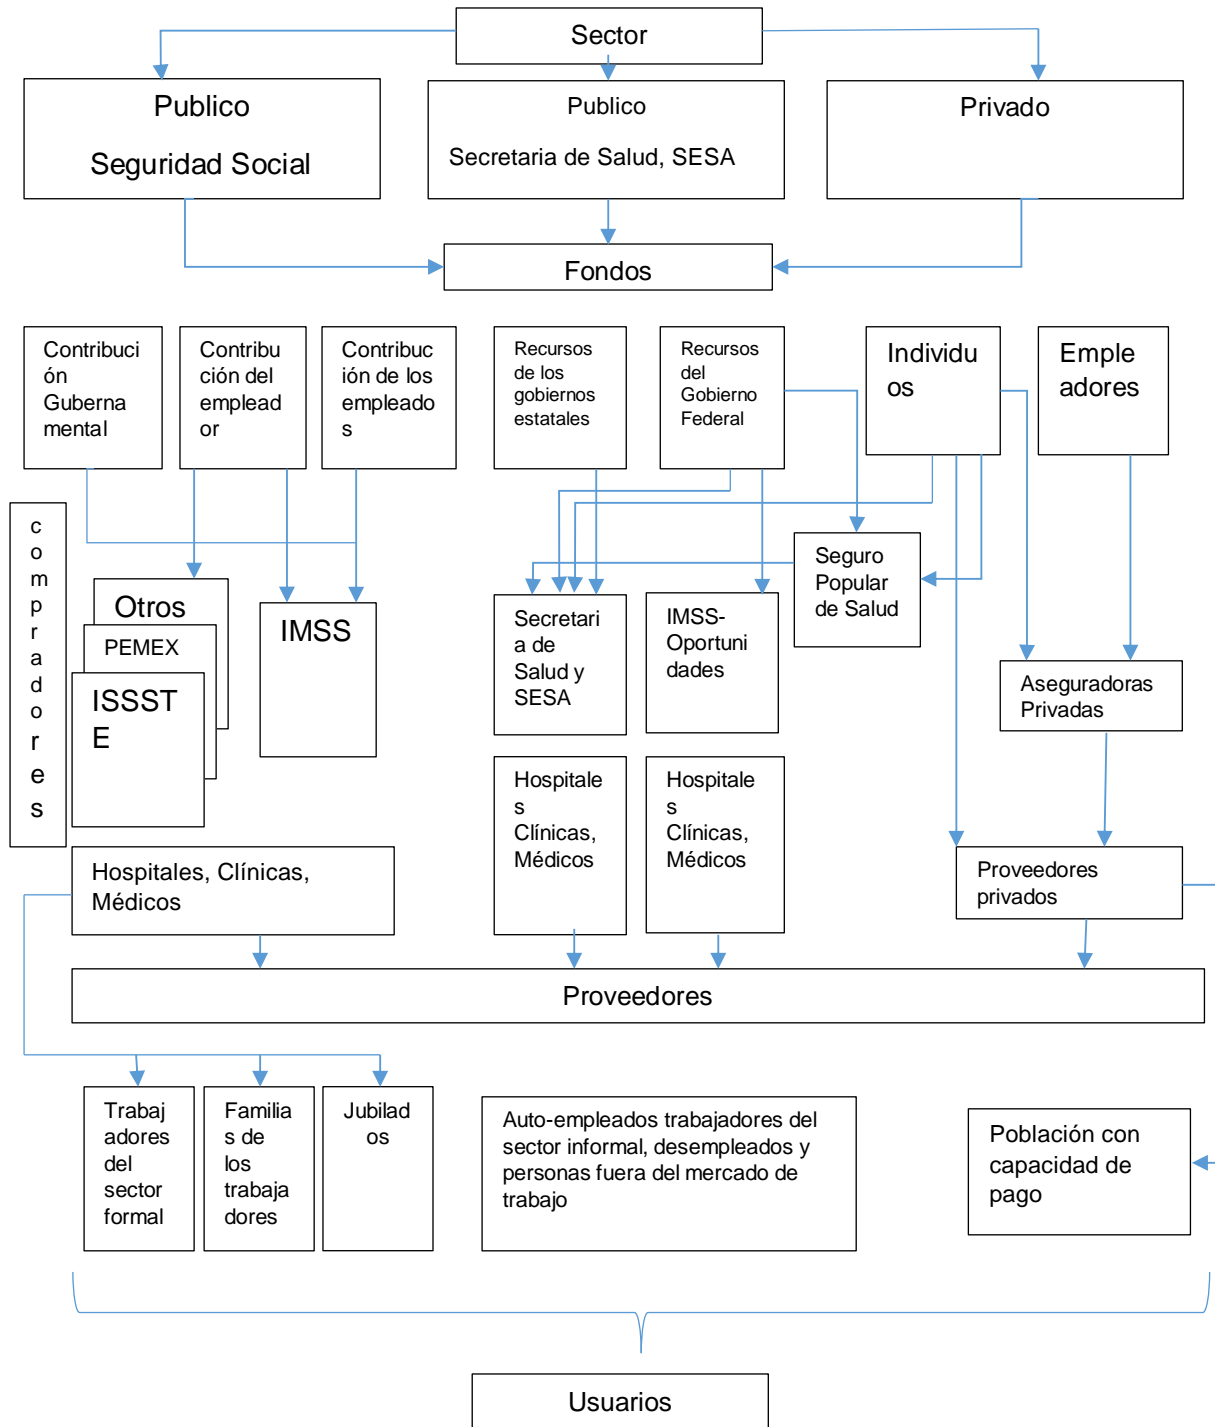 Sector
Publico
Seguridad Social
Publico
Secretaria de Salud, SESA
Privado
Fondos
Contribuci
ón
Guberna
mental
Contribu
ción del
emplead
or
Contribuc
ión de los
empleado
s
Recursos
de los
gobiernos
estatales
Recursos
del
Gobierno
Federal
Individu
os
Emple
adores
c
o
m
p
r
a
d
o
r
e
s
Otros
PEMEX
ISSST
E
IMSS
Secretari
a de
Salud y
SESA
IMSS-
Oportuni
dades
Seguro
Popular
de Salud
Aseguradoras
Privadas
Hospitales, Clínicas,
Médicos
Hospitale
s
Clínicas,
Médicos
Hospitale
s
Clínicas,
Médicos
Proveedores
privados
Proveedores
Trabaj
adores
del
sector
formal
Familia
s de
los
trabaja
dores
Jubilad
os
Auto-empleados trabajadores del
sector informal, desempleados y
personas fuera del mercado de
trabajo
Población con
capacidad de
pago
Usuarios